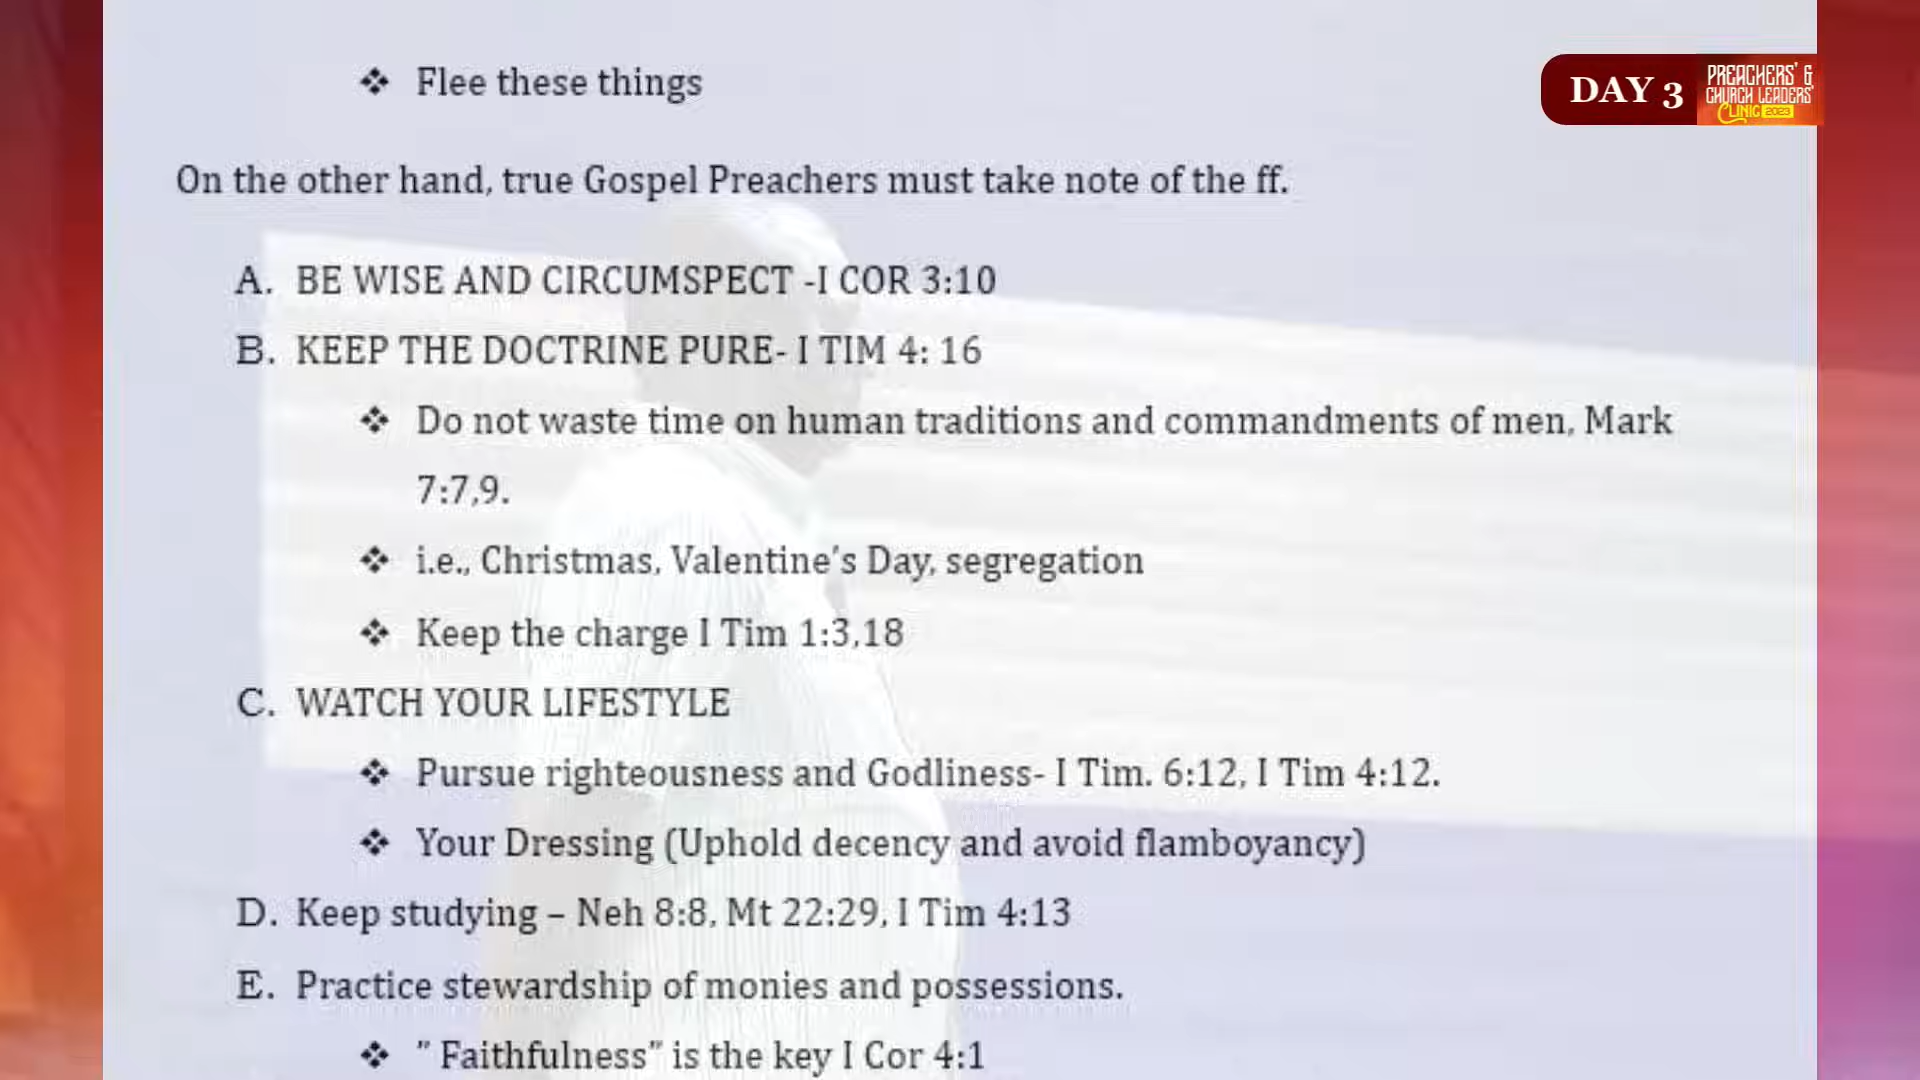 ❖ Flee these things
DAY 3
PREACHERS' &
CHURCH LEADERS'
CLINIC 2023
On the other hand, true Gospel Preachers must take note of the ff.
A. BE WISE AND CIRCUMSPECT -I COR 3:10
B. KEEP THE DOCTRINE PURE- I TIM 4: 16
❖ Do not waste time on human traditions and commandments of men, Mark
7:7,9.
❖ i.e., Christmas, Valentine's Day, segregation
❖ Keep the charge I Tim 1:3,18
C. WATCH YOUR LIFESTYLE
❖ Pursue righteousness and Godliness- I Tim. 6:12, I Tim 4:12.
❖ Your Dressing (Uphold decency and avoid flamboyancy)
D. Keep studying – Neh 8:8, Mt 22:29, I Tim 4:13
E. Practice stewardship of monies and possessions.
❖ " Faithfulness" is the key I Cor 4:1